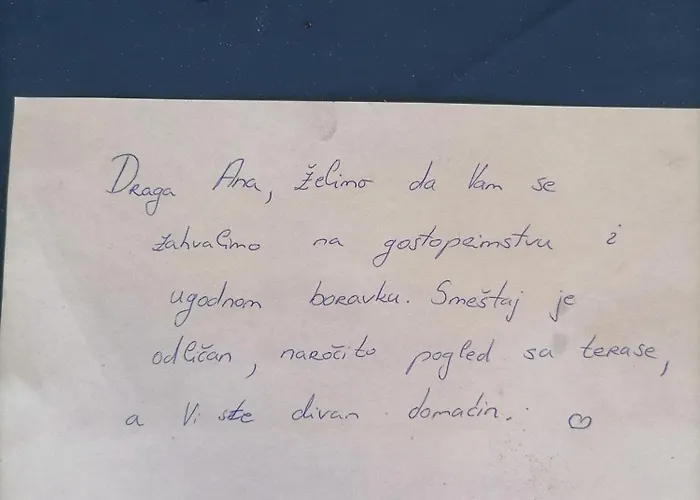 Draga Ana, želimo da Vam se
zahvalimo na gostoprimstvu i
ugodnom boravku. Smeštaj je
odličan, naročito pogled sa terase,
a Vi ste divan domaćin. ♡